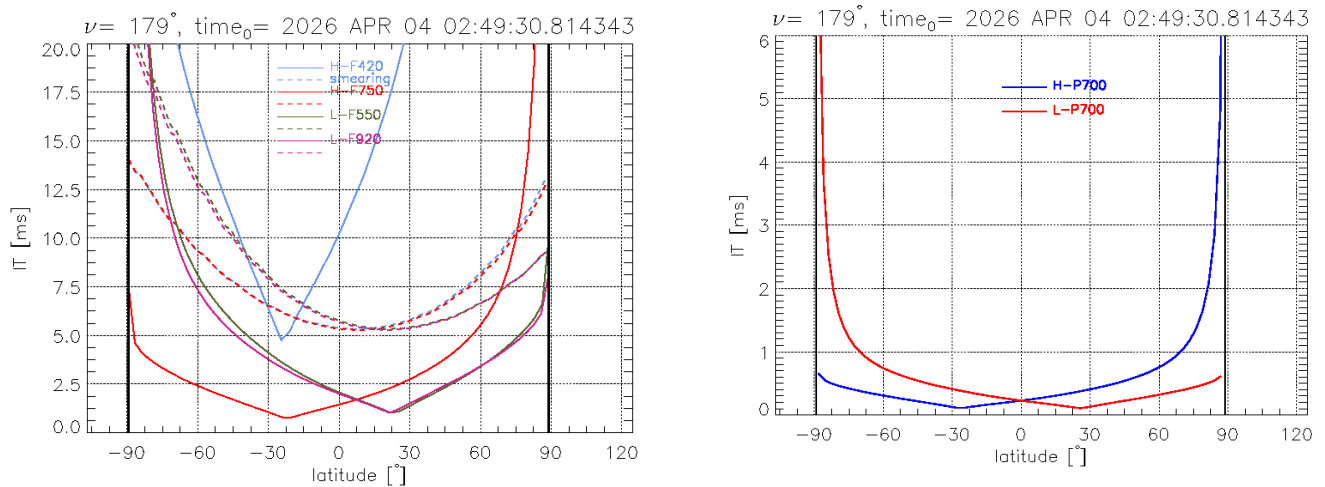 ν= 179°, time₀= 2026 APR 04 02:49:30.814343
20.0
17.5
15.0
12.5
10.0
7.5
5.0
2.5
0.0
IT [ms]
H-F420
smearing
H-F750
L-F550
L-F920
-90 -60 -30 0 30 60 90 120
latitude [°]
ν= 179°, time₀= 2026 APR 04 02:49:30.814343
6
5
4
3
2
1
0
IT [ms]
H-P700
L-P700
-90 -60 -30 0 30 60 90 120
latitude [°]